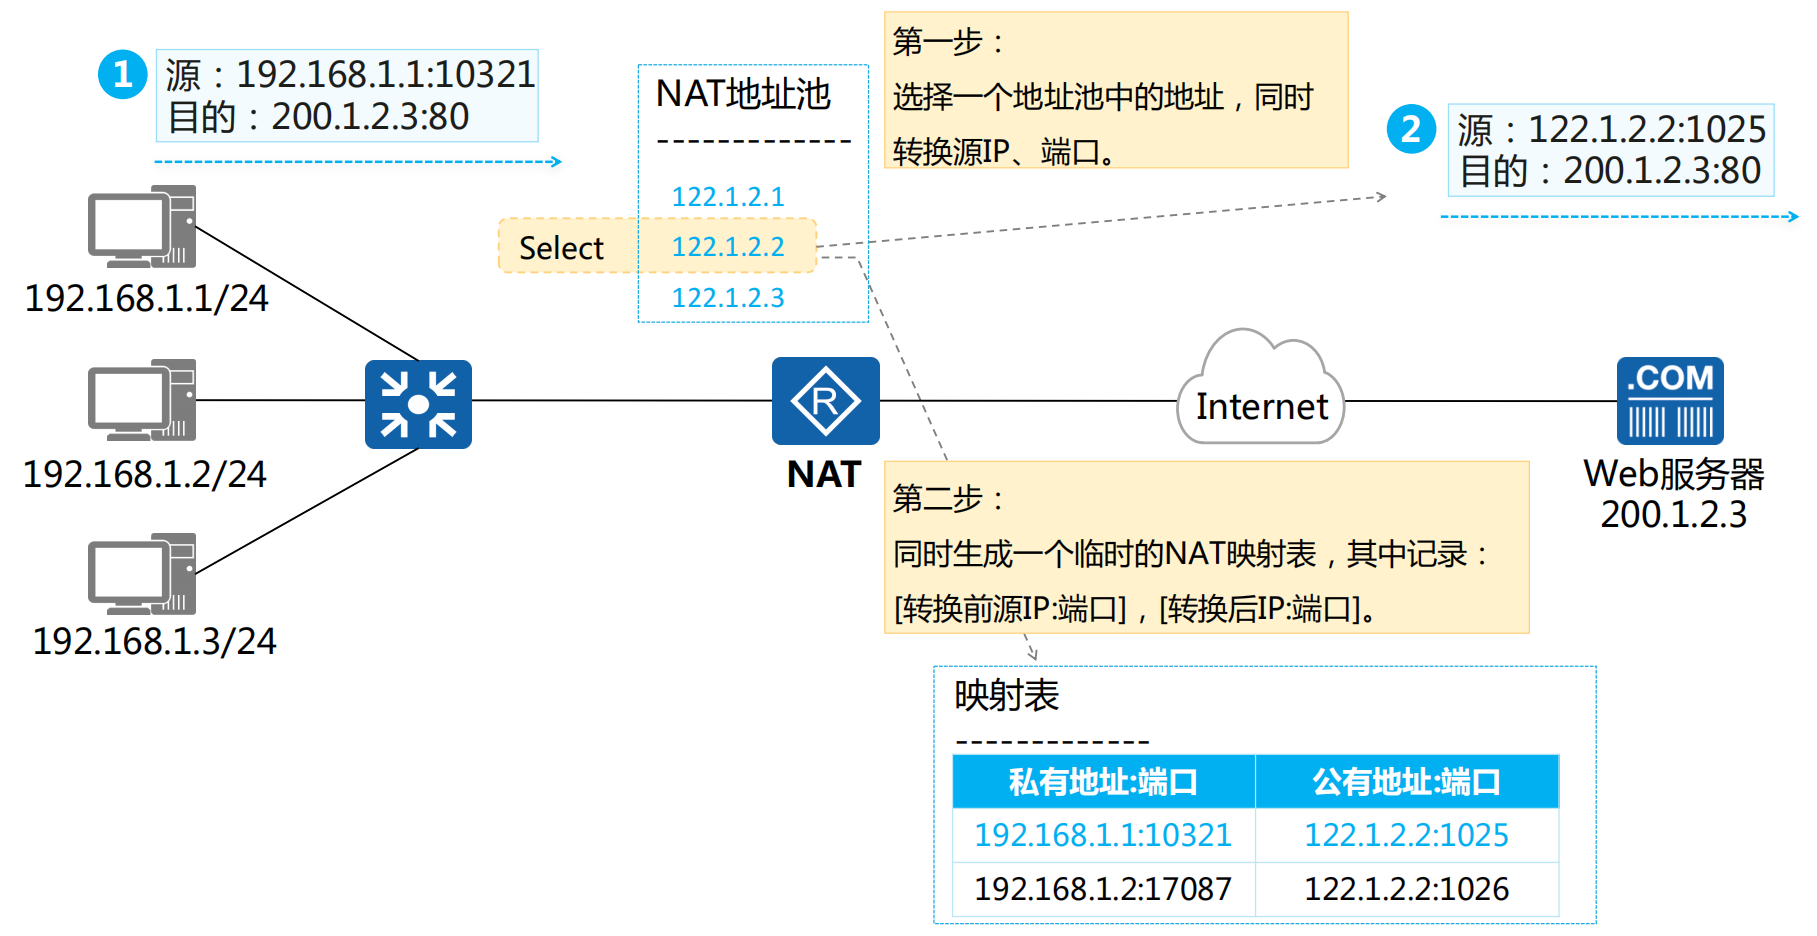 1
源：192.168.1.1:10321
目的：200.1.2.3:80
NAT地址池
-------------
122.1.2.1
Select 122.1.2.2
122.1.2.3
第一步：
选择一个地址池中的地址，同时
转换源IP、端口。
2
源：122.1.2.2:1025
目的：200.1.2.3:80
192.168.1.1/24
192.168.1.2/24
192.168.1.3/24
R
NAT
Internet
.COM
Web服务器
200.1.2.3
第二步：
同时生成一个临时的NAT映射表，其中记录：
[转换前源IP:端口]，[转换后IP:端口]。
映射表
-------------
私有地址:端口 公有地址:端口
192.168.1.1:10321 122.1.2.2:1025
192.168.1.2:17087 122.1.2.2:1026